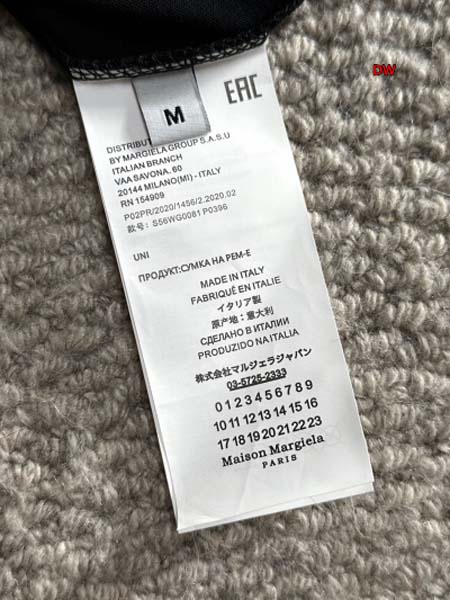 DW
EAC
M
DISTRIBUT
BY MARGIELA GROUP S.A.S.U
ITALIAN BRANCH
VAA SAVONA, 60
20144 MILANO(MI) - ITALY
RN 154909
P02PR/2020/1456/2.2020.02
款号: S56WG0081 P0396
UNI
ПРОДУКТ:СУМКА НА РЕМ-Е
MADE IN ITALY
FABRIQUÉ EN ITALIE
イタリア製
原产地: 意大利
СДЕЛАНО В ИТАЛИИ
PRODUZIDO NA ITALIA
株式会社マルジェラジャパン
03-5725-2333
0 1 2 3 4 5 6 7 8 9
10 11 12 13 14 15 16
17 18 19 20 21 22 23
Maison Margiela
PARIS